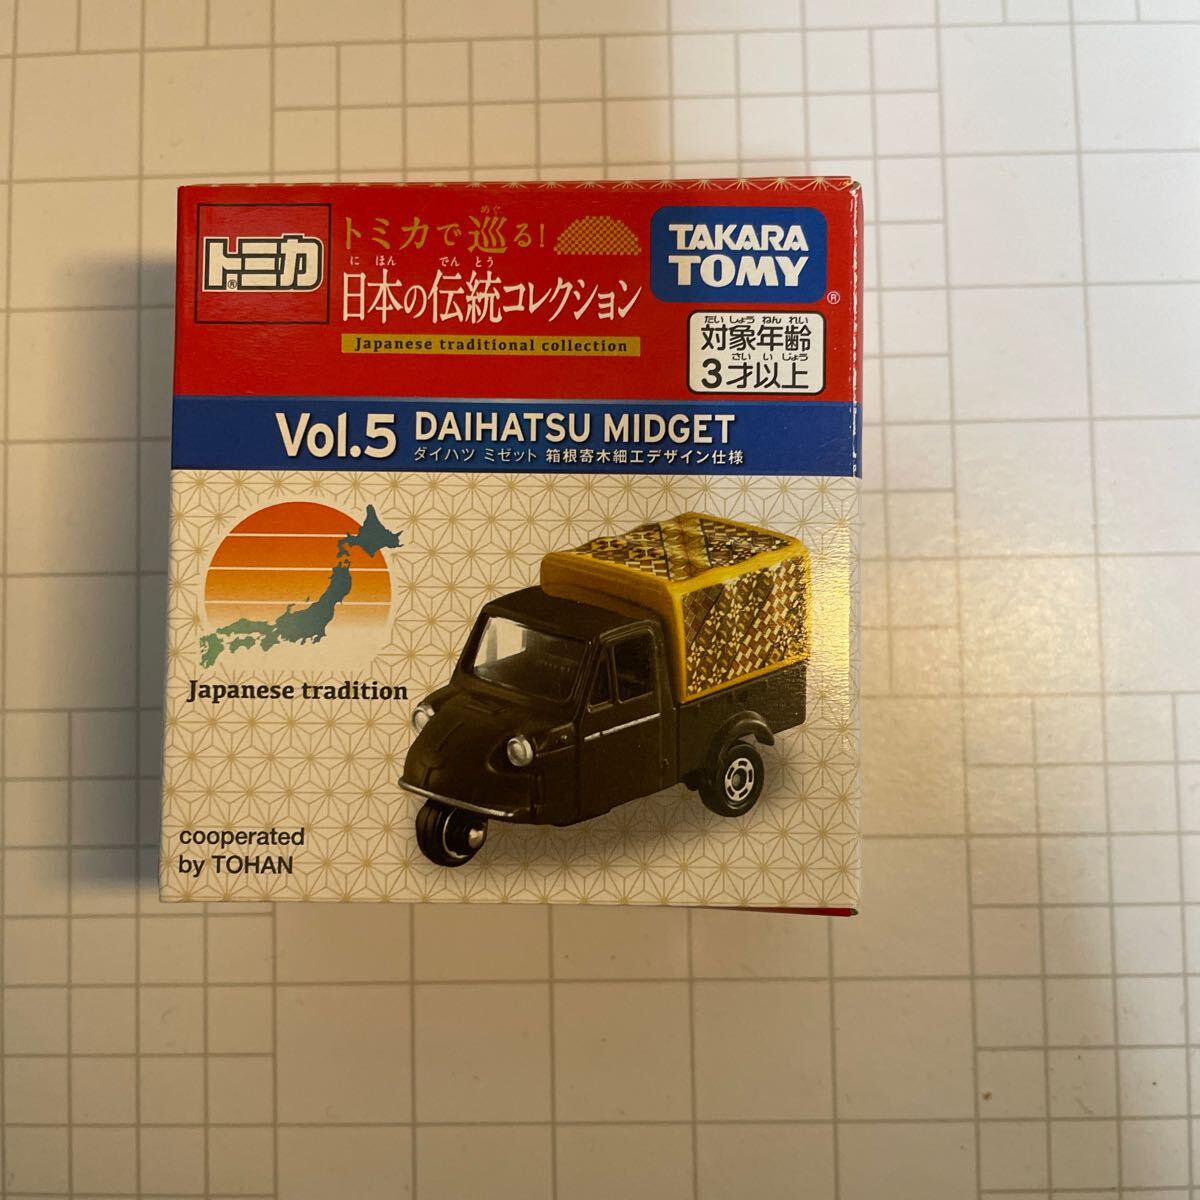 トミカ
®
めぐ
トミカで巡る!
に ほん でん とう
日本の伝統コレクション
Japanese traditional collection
TAKARA
TOMY
®
たいしょうねんれい
対象年齢
さい い じょう
3才以上
Vol.5
DAIHATSU MIDGET
ダイハツ ミゼット 箱根寄木細工デザイン仕様
Japanese tradition
cooperated
by TOHAN